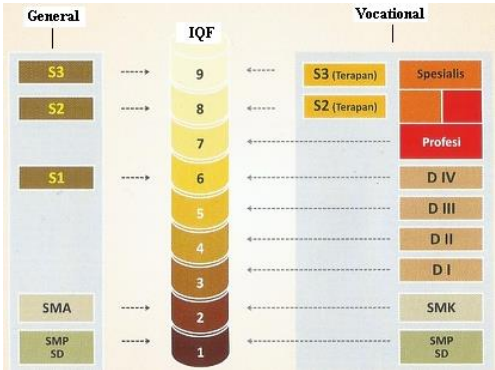 General
IQF
Vocational
S3
9
S3 (Terapan)
Spesialis
S2
8
S2 (Terapan)
7
Profesi
S1
6
D IV
5
D III
4
D II
3
D I
SMA
2
SMK
SMP
SD
1
SMP
SD